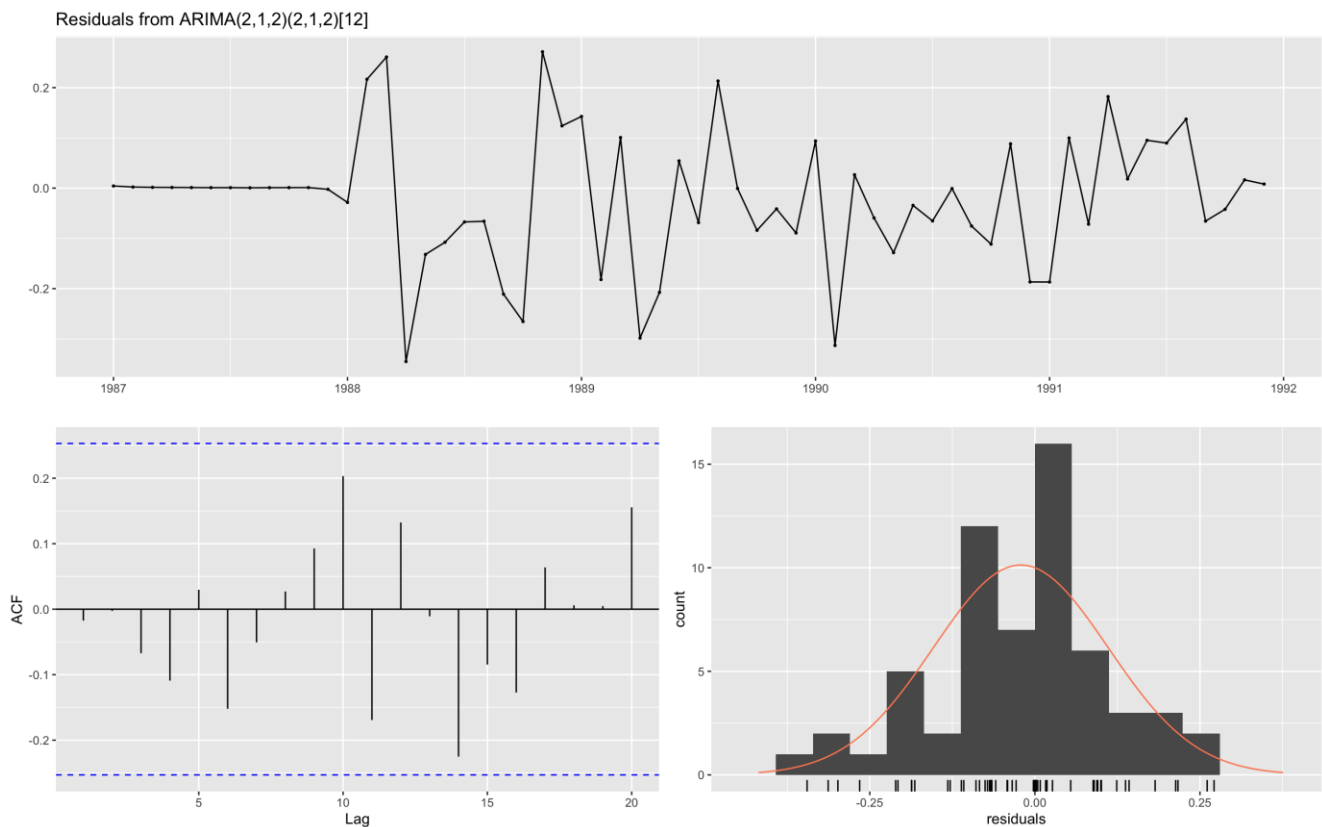 Residuals from ARIMA(2,1,2)(2,1,2)[12]
0.2
0.0
-0.2
1987 1988 1989 1990 1991 1992
ACF
0.2
0.1
0.0
-0.1
-0.2
5 10 15 20
Lag
count
15
10
5
0
-0.25 0.00 0.25
residuals